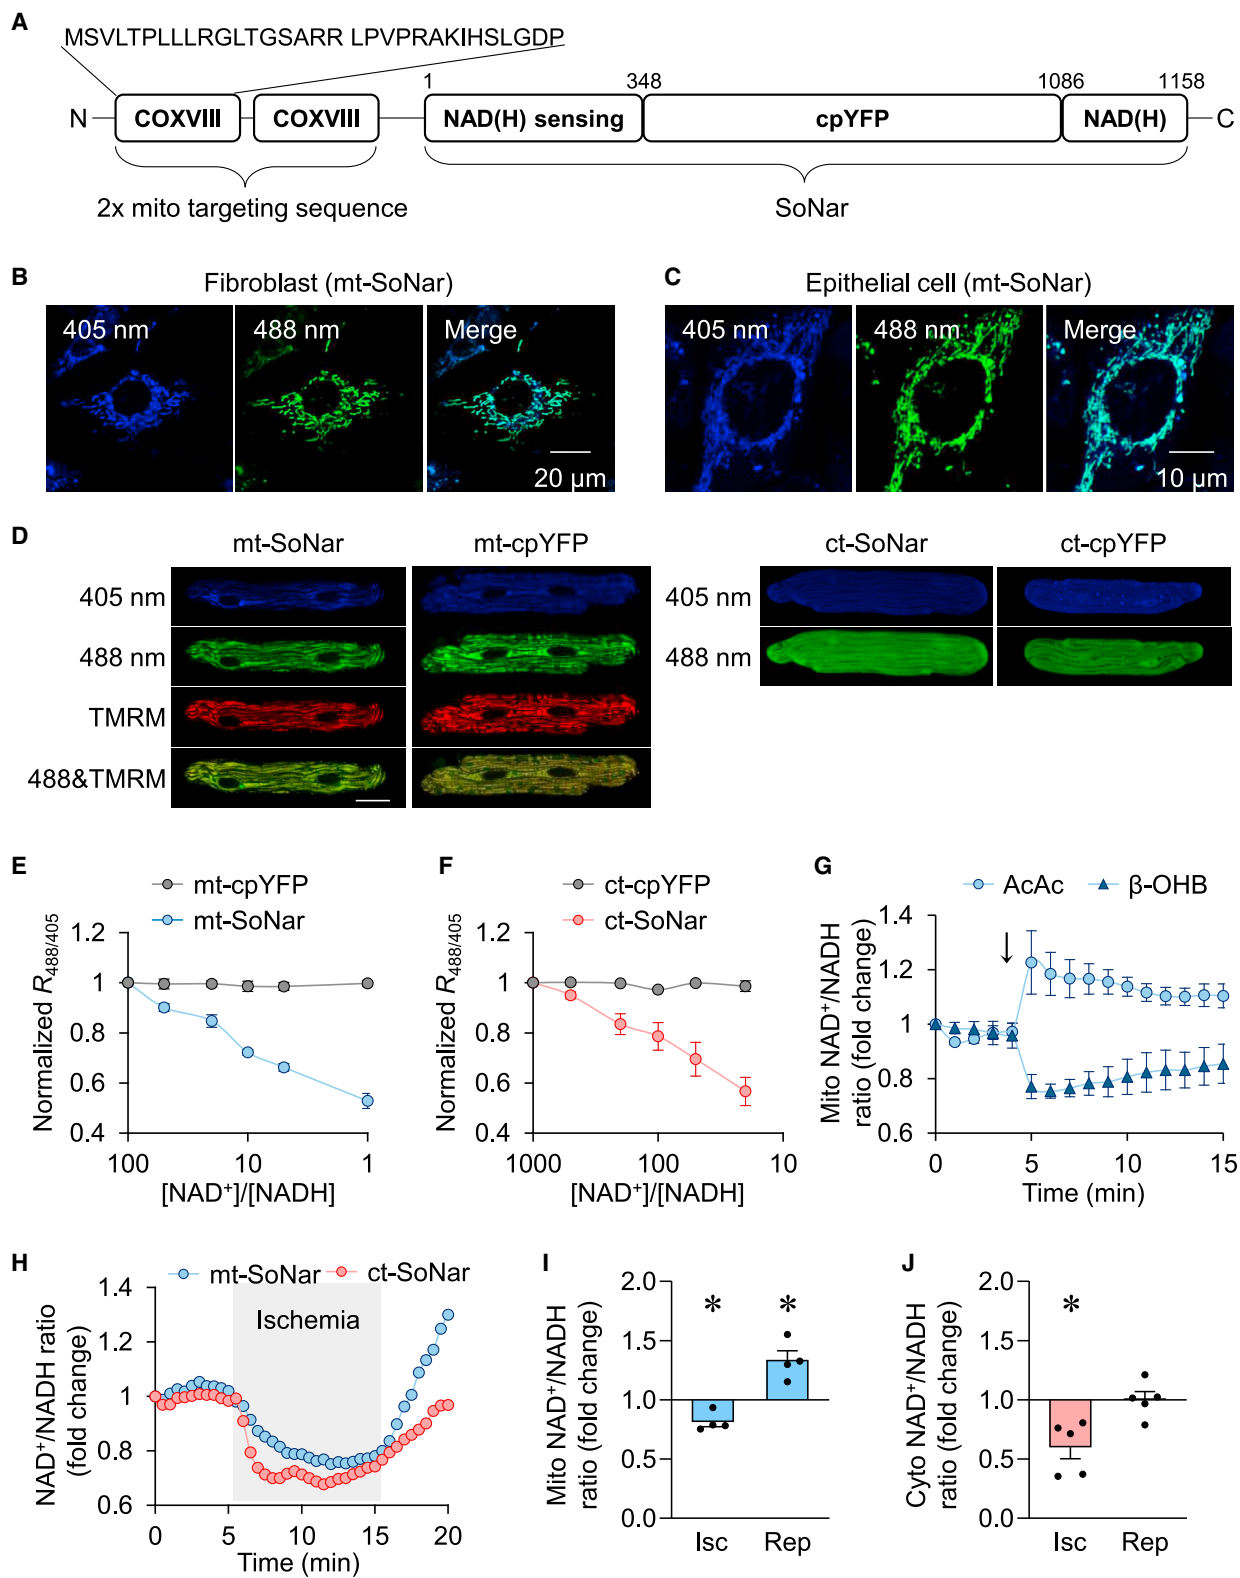 A
MSVLTPLLLRGLTGSARR LPVPRAKIHSLGDP
1 348 1086 1158
N COXVIII COXVIII NAD(H) sensing cpYFP NAD(H) C
2x mito targeting sequence SoNar
B Fibroblast (mt-SoNar)
405 nm 488 nm Merge
20 µm
C Epithelial cell (mt-SoNar)
405 nm 488 nm Merge
10 µm
D
mt-SoNar mt-cpYFP ct-SoNar ct-cpYFP
405 nm
488 nm
TMRM
488&TMRM
405 nm
488 nm
E
mt-cpYFP
mt-SoNar
Normalized R488/405
1.2
1
0.8
0.6
0.4
100 10 1
[NAD⁺]/[NADH]
F
ct-cpYFP
ct-SoNar
Normalized R488/405
1.2
1
0.8
0.6
0.4
1000 100 10
[NAD⁺]/[NADH]
G
AcAc β-OHB
Mito NAD⁺/NADH
ratio (fold change)
1.4
1.2
1
0.8
0.6
0 5 10 15
Time (min)
H
mt-SoNar ct-SoNar
Ischemia
NAD⁺/NADH ratio
(fold change)
1.4
1.2
1
0.8
0.6
0 5 10 15 20
Time (min)
I
Mito NAD⁺/NADH
ratio (fold change)
2.0
1.5
1.0
0.5
0.0
* *
Isc Rep
J
Cyto NAD⁺/NADH
ratio (fold change)
2.0
1.5
1.0
0.5
0.0
*
Isc Rep